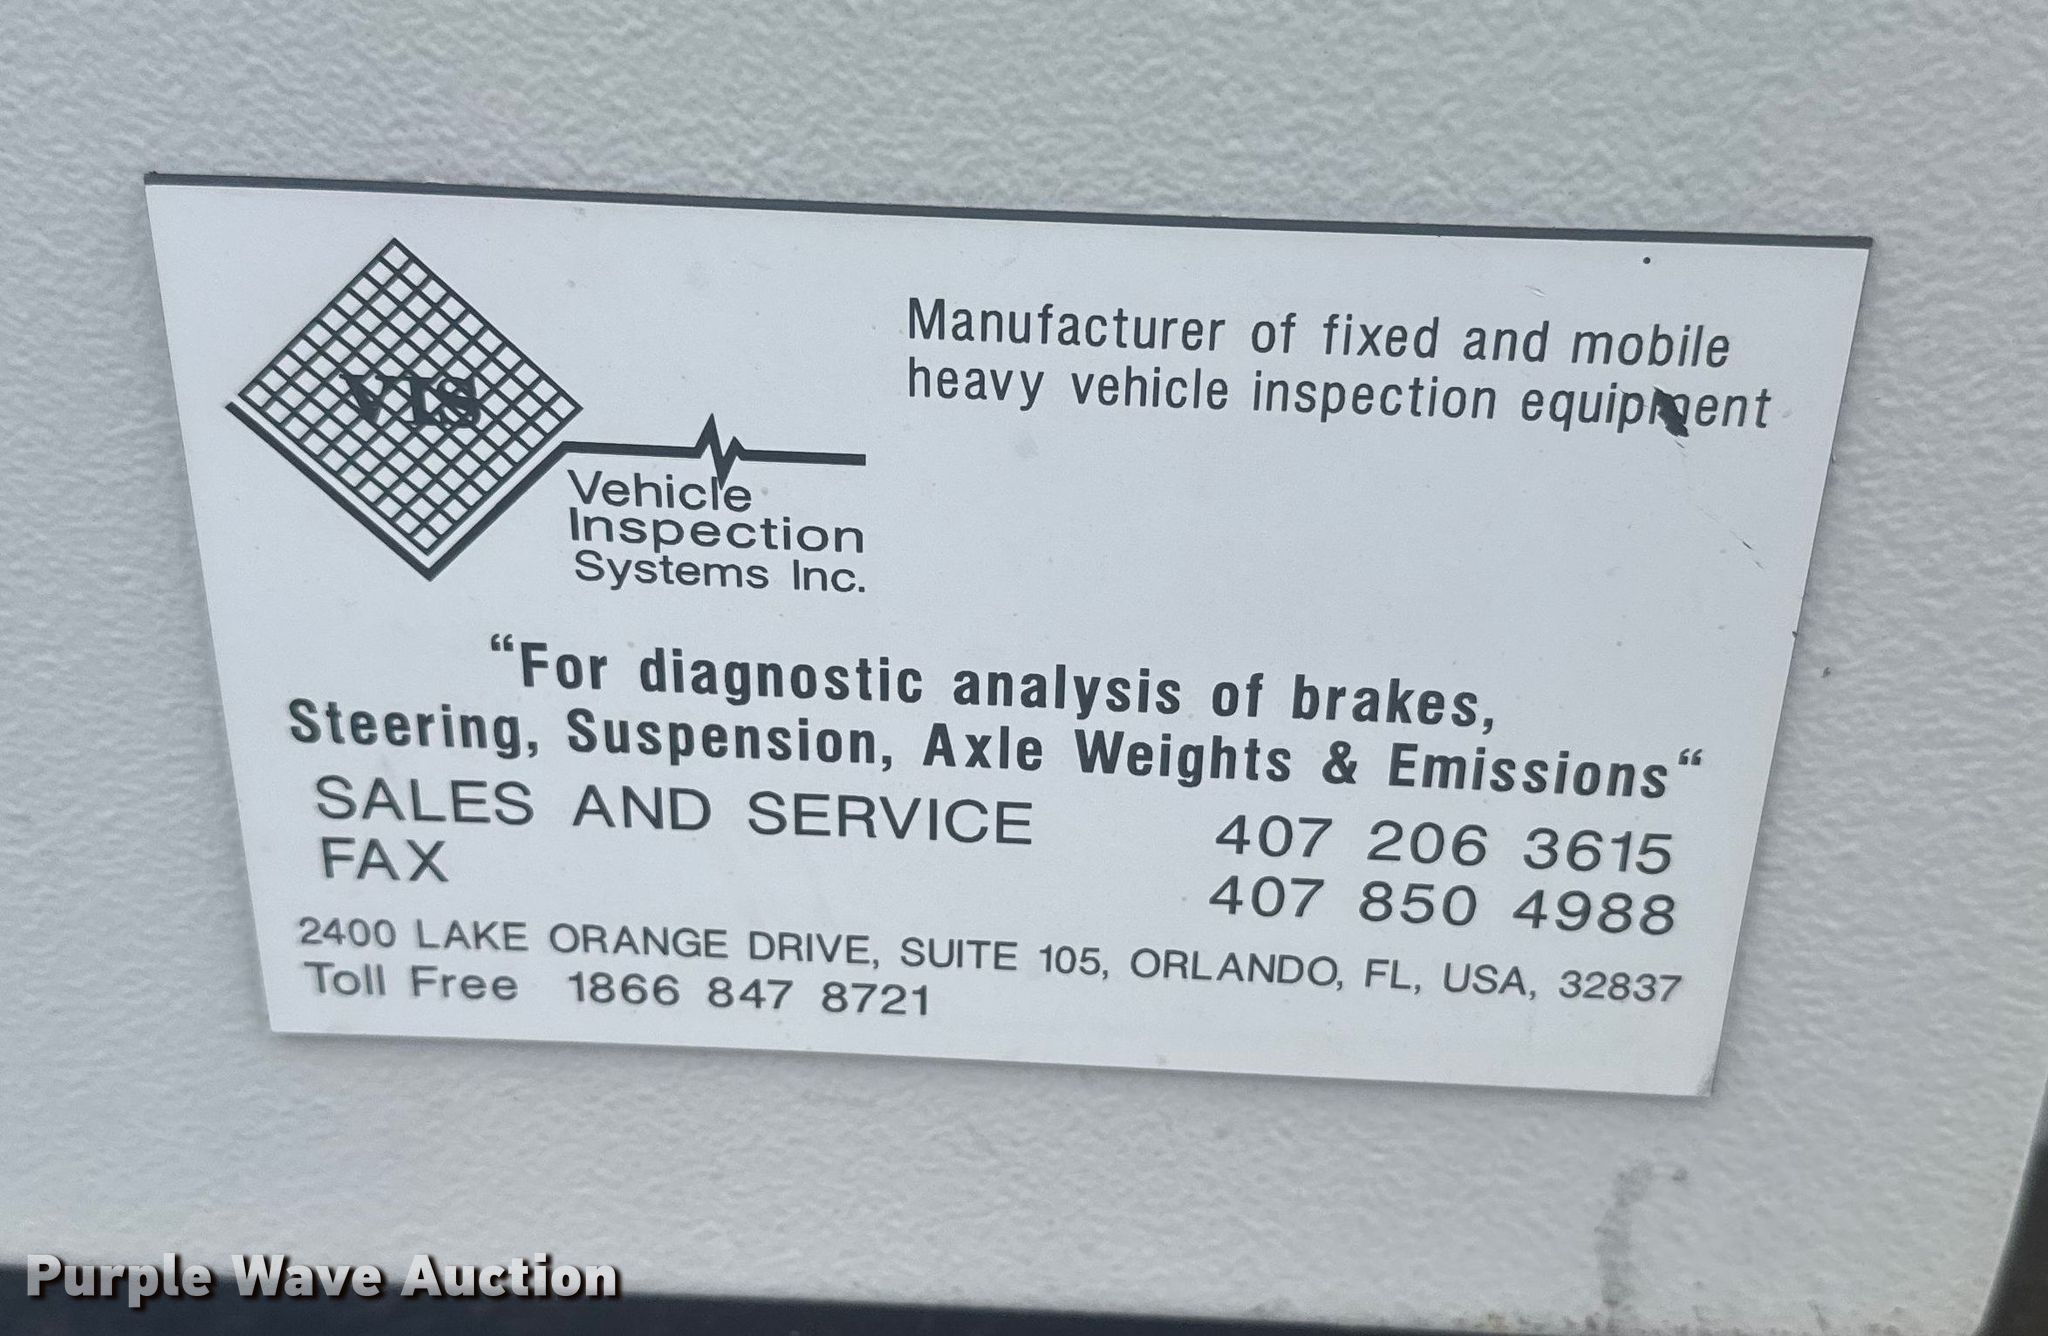 VIS
Vehicle
Inspection
Systems Inc.
Manufacturer of fixed and mobile
heavy vehicle inspection equipment
“For diagnostic analysis of brakes,
Steering, Suspension, Axle Weights & Emissions“
SALES AND SERVICE 407 206 3615
FAX 407 850 4988
2400 LAKE ORANGE DRIVE, SUITE 105, ORLANDO, FL, USA, 32837
Toll Free 1866 847 8721
Purple Wave Auction